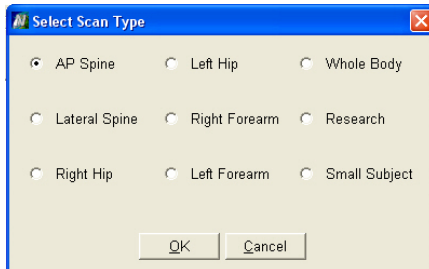 Select Scan Type
AP Spine Left Hip Whole Body
Lateral Spine Right Forearm Research
Right Hip Left Forearm Small Subject
OK Cancel